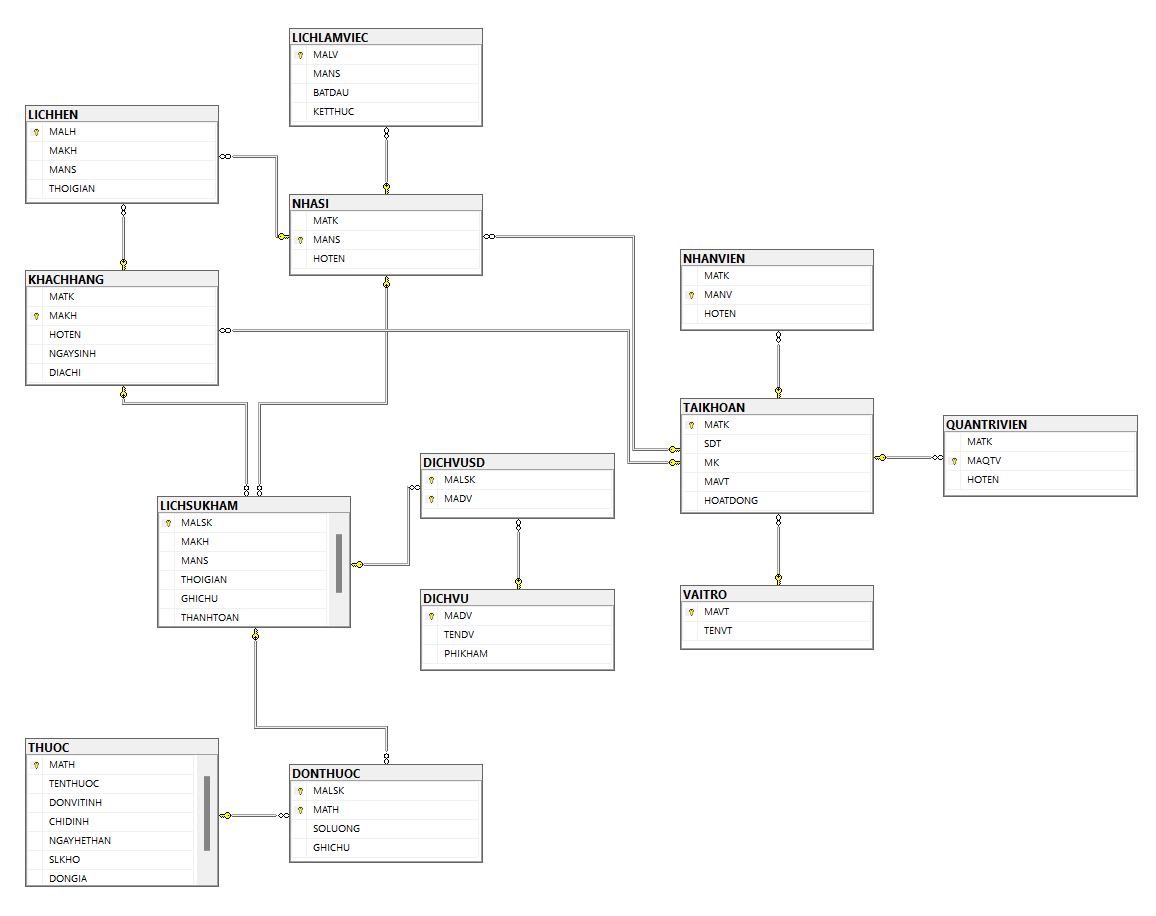 LICHLAMVIEC
MALV
MANS
BATDAU
KETTHUC
LICHHEN
MALH
MAKH
MANS
THOIGIAN
NHASI
MATK
MANS
HOTEN
KHACHHANG
MATK
MAKH
HOTEN
NGAYSINH
DIACHI
NHANVIEN
MATK
MANV
HOTEN
TAIKHOAN
MATK
SDT
MK
MAVT
HOATDONG
QUANTRIVIEN
MATK
MAQTV
HOTEN
DICHVUSD
MALSK
MADV
LICHSUKHAM
MALSK
MAKH
MANS
THOIGIAN
GHICHU
THANHTOAN
DICHVU
MADV
TENDV
PHIKHAM
VAITRO
MAVT
TENVT
THUOC
MATH
TENTHUOC
DONVITINH
CHIDINH
NGAYHETHAN
SLKHO
DONGIA
DONTHUOC
MALSK
MATH
SOLUONG
GHICHU